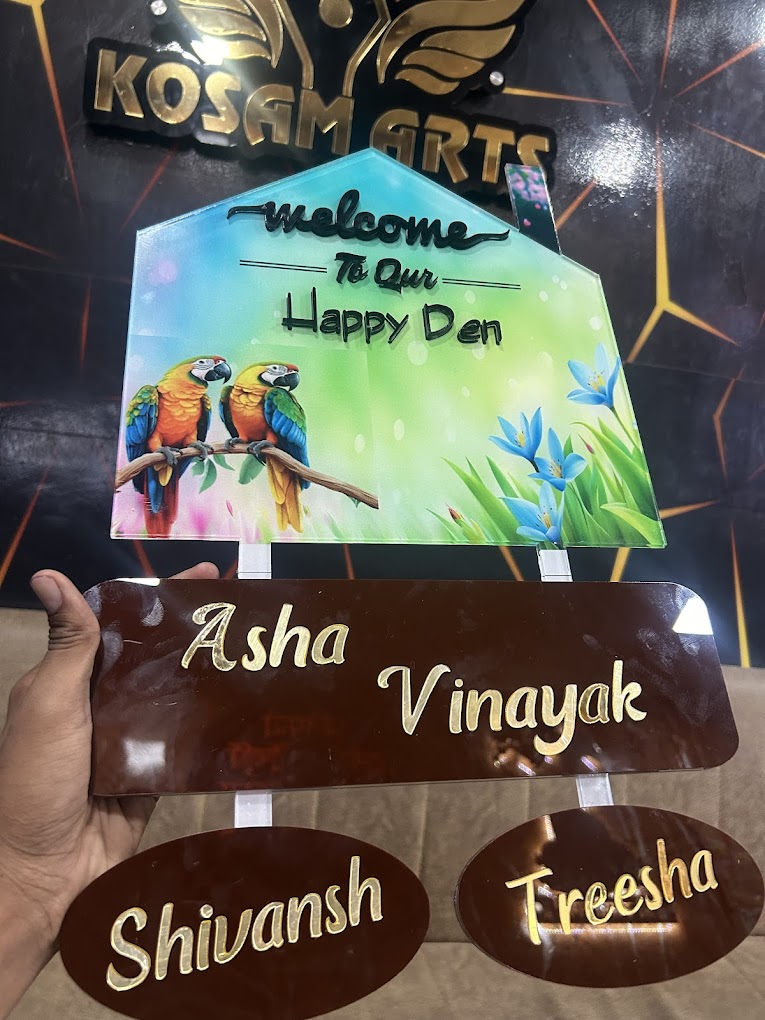 KOSAM ARTS
welcome
To Our
Happy Den
Asha
Vinayak
Shivansh
Treesha